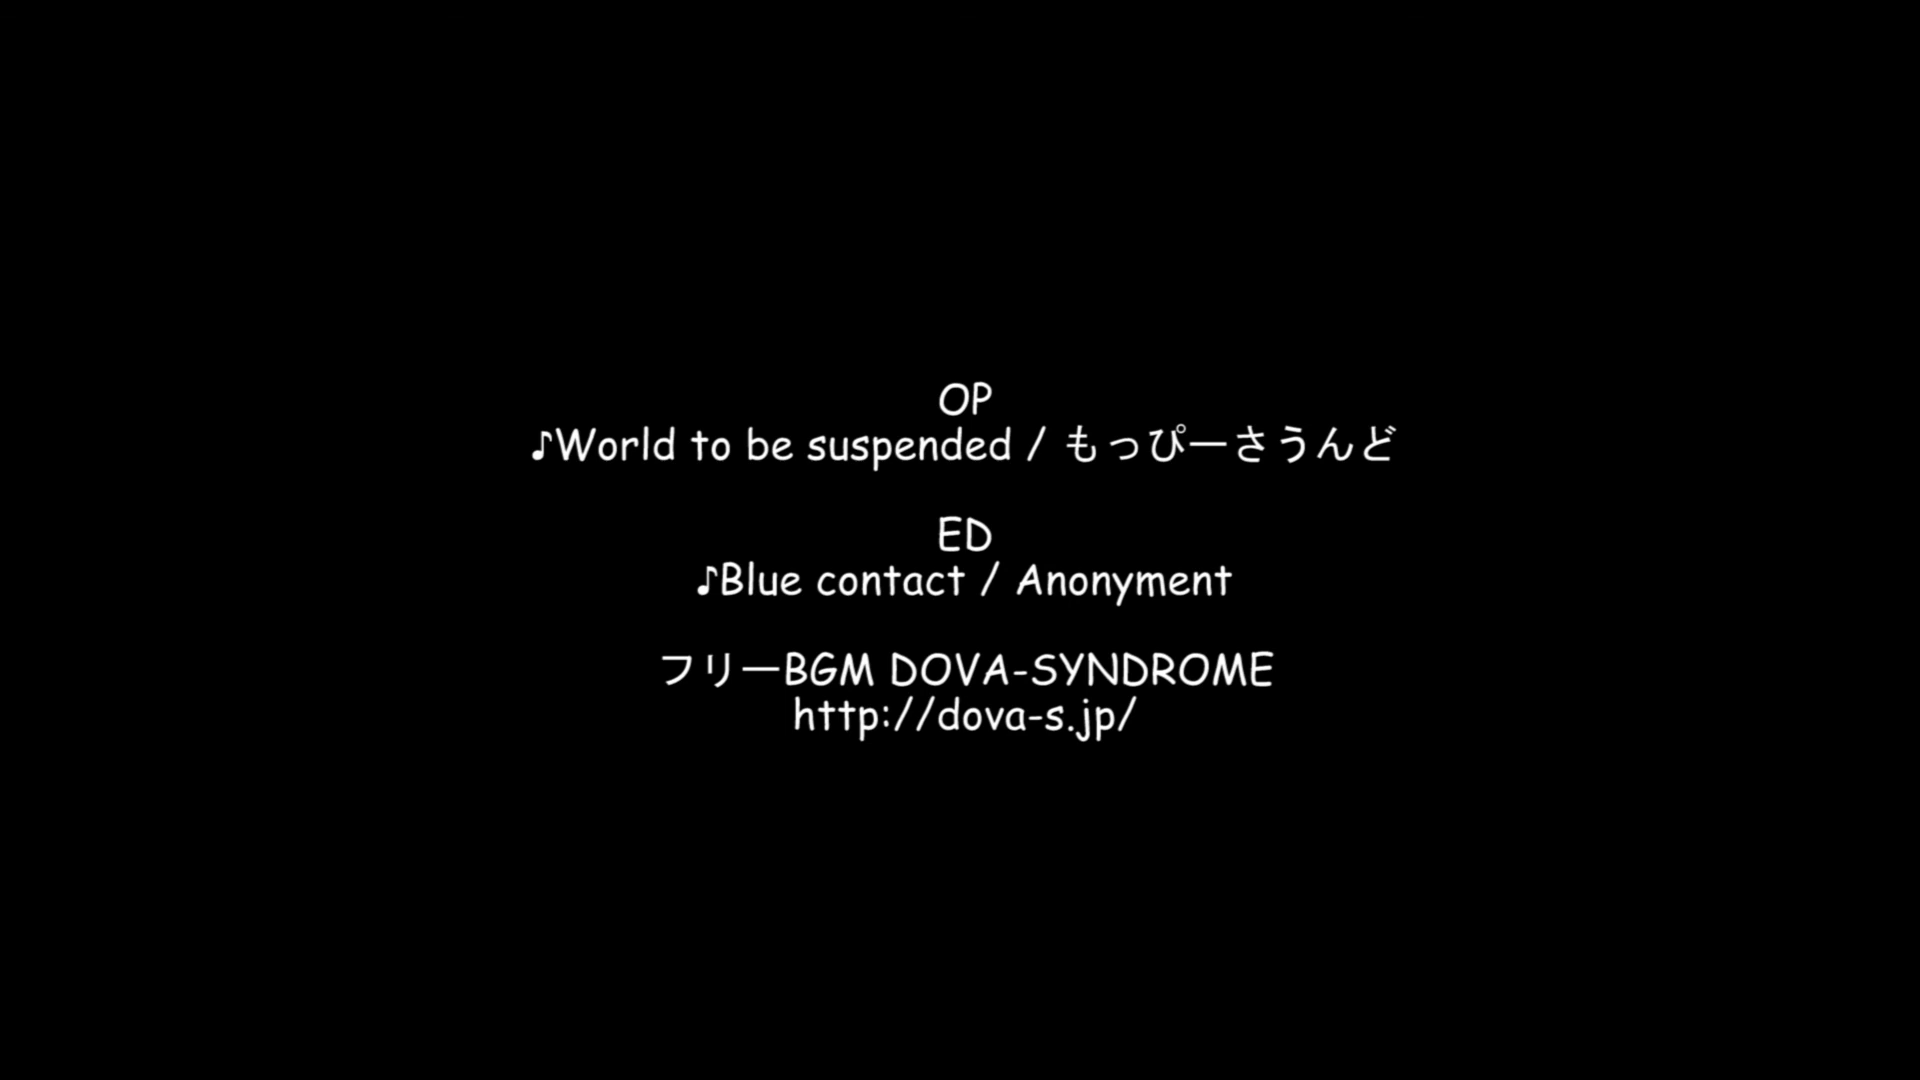 OP
♪World to be suspended / もっぴーさうんど
ED
♪Blue contact / Anonyment
フリーBGM DOVA-SYNDROME
http://dova-s.jp/